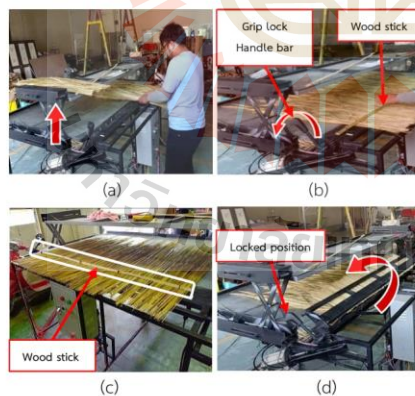 Grip lock
Handle bar
Wood stick
(a)
(b)
Locked position
Wood stick
(c)
(d)